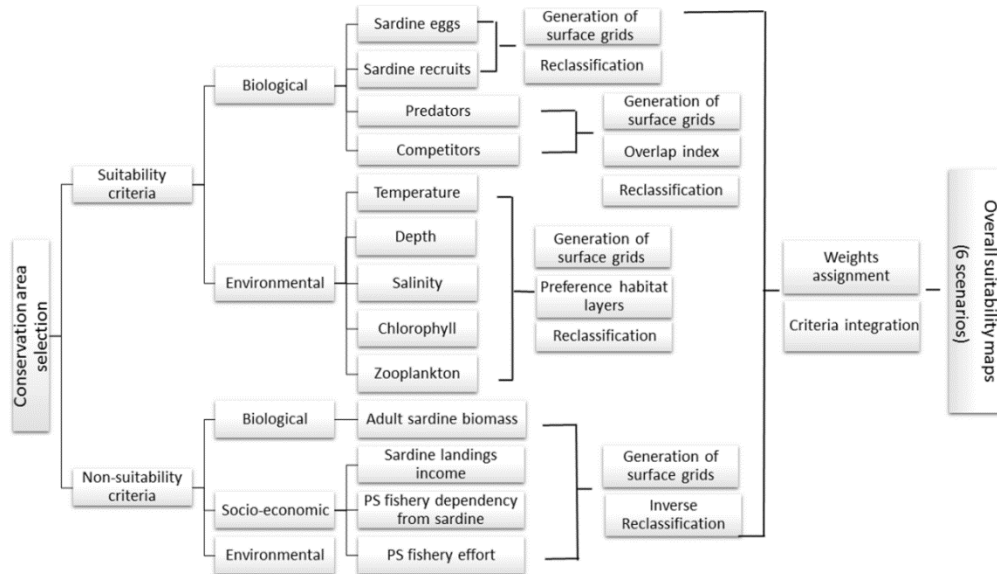 Conservation area
selection
Suitability
criteria
Non-suitability
criteria
Biological
Environmental
Biological
Socio-economic
Environmental
Sardine eggs
Sardine recruits
Predators
Competitors
Temperature
Depth
Salinity
Chlorophyll
Zooplankton
Adult sardine biomass
Sardine landings
income
PS fishery dependency
from sardine
PS fishery effort
Generation of
surface grids
Reclassification
Generation of
surface grids
Overlap index
Reclassification
Generation of
surface grids
Preference habitat
layers
Reclassification
Generation of
surface grids
Inverse
Reclassification
Weights
assignment
Criteria integration
Overall suitability maps
(6 scenarios)